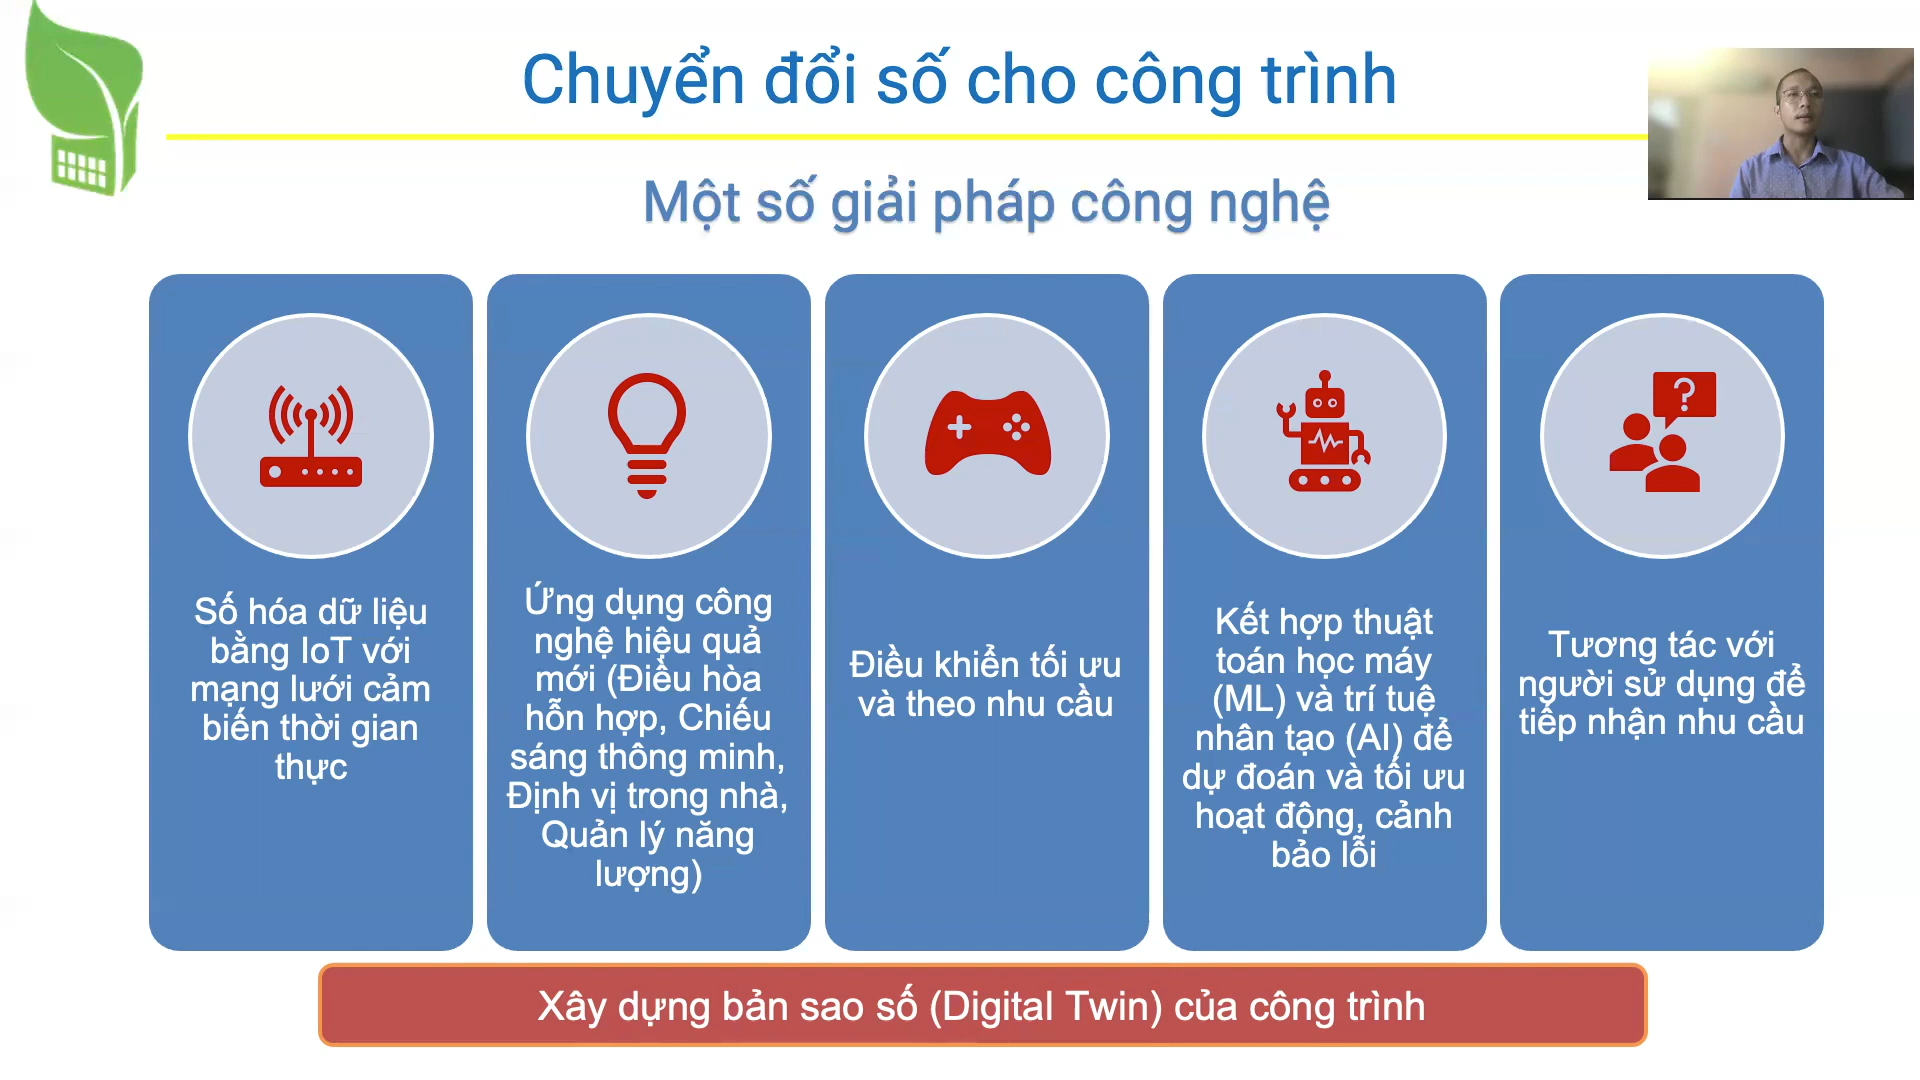 Chuyển đổi số cho công trình
Một số giải pháp công nghệ
Số hóa dữ liệu
bằng IoT với
mạng lưới cảm
biến thời gian
thực
Ứng dụng công
nghệ hiệu quả
mới (Điều hòa
hỗn hợp, Chiếu
sáng thông minh,
Định vị trong nhà,
Quản lý năng
lượng)
Điều khiển tối ưu
và theo nhu cầu
Kết hợp thuật
toán học máy
(ML) và trí tuệ
nhân tạo (AI) để
dự đoán và tối ưu
hoạt động, cảnh
bảo lỗi
?
Tương tác với
người sử dụng để
tiếp nhận nhu cầu
Xây dựng bản sao số (Digital Twin) của công trình